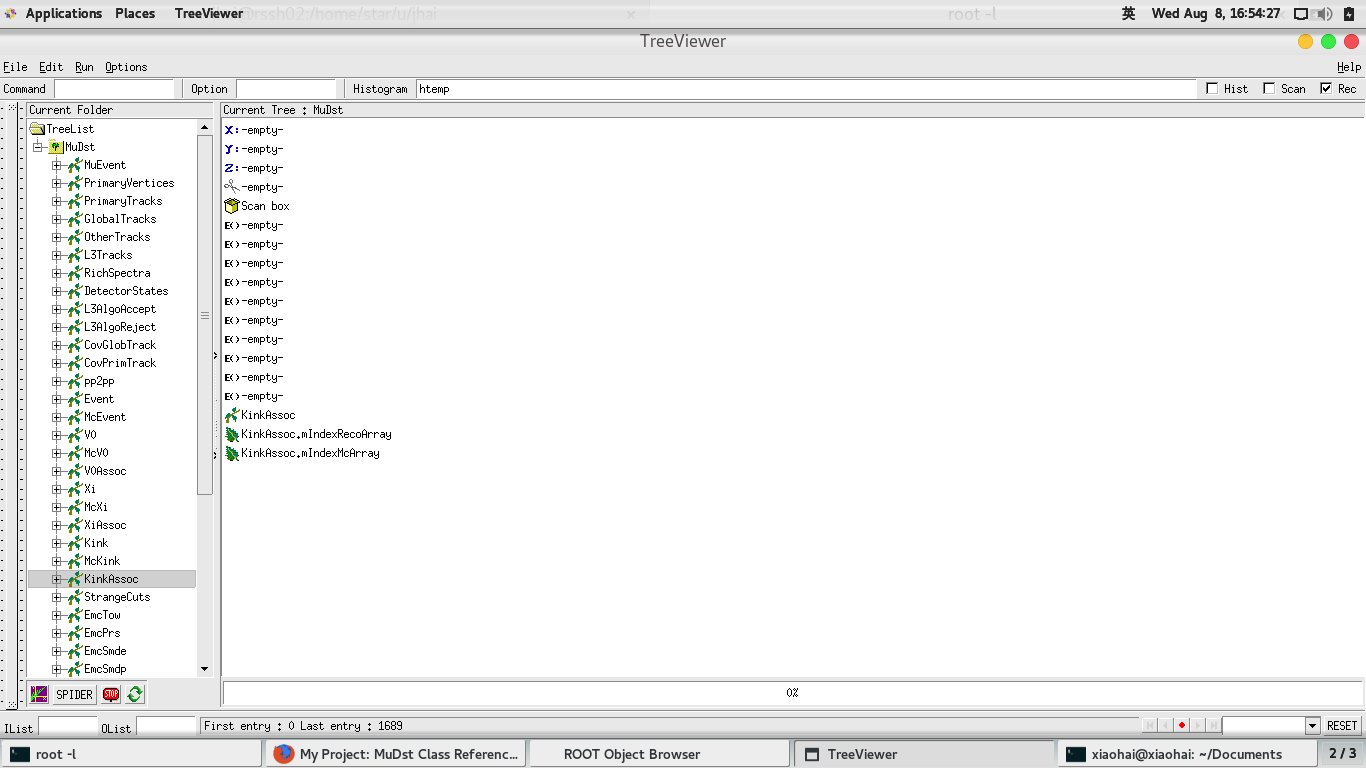 Applications Places TreeViewer @rssh02:/home/star/u/jhai × root -l 英 Wed Aug 8, 16:54:27
TreeViewer
File Edit Run Options Help
Command Option Histogram htemp Hist Scan Rec
Current Folder
TreeList
MuDst
MuEvent
PrimaryVertices
PrimaryTracks
GlobalTracks
OtherTracks
L3Tracks
RichSpectra
DetectorStates
L3AlgoAccept
L3AlgoReject
CovGlobTrack
CovPrimTrack
pp2pp
Event
McEvent
V0
McV0
V0Assoc
Xi
McXi
XiAssoc
Kink
McKink
KinkAssoc
StrangeCuts
EmcTow
EmcPrs
EmcSmde
EmcSmdp
Current Tree : MuDst
X: -empty-
Y: -empty-
Z: -empty-
-empty-
Scan box
E() -empty-
E() -empty-
E() -empty-
E() -empty-
E() -empty-
E() -empty-
E() -empty-
E() -empty-
E() -empty-
E() -empty-
KinkAssoc
KinkAssoc.mIndexRecoArray
KinkAssoc.mIndexMcArray
SPIDER STOP
0%
IList OList First entry : 0 Last entry : 1689 RESET
root -l My Project: MuDst Class Referenc... ROOT Object Browser TreeViewer xiaohai@xiaohai: ~/Documents 2 / 3